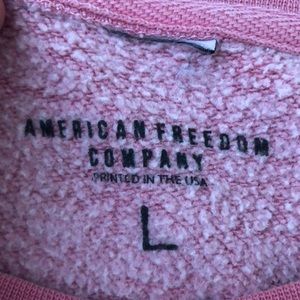 AMERICAN FREEDOM
COMPANY
PRINTED IN THE USA
L